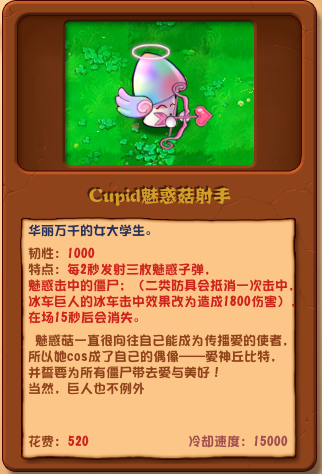 Cupid魅惑菇射手
华丽万千的女大学生。
韧性：1000
特点：每2秒发射三枚魅惑子弹，
魅惑击中的僵尸；（二类防具会抵消一次击中，
冰车巨人的冰车击中效果改为造成1800伤害），
在场15秒后会消失。
魅惑菇一直很向往自己能成为传播爱的使者，
所以她cos成了自己的偶像——爱神丘比特，
并誓要为所有僵尸带去爱与美好！
当然，巨人也不例外
花费：520
冷却速度：15000